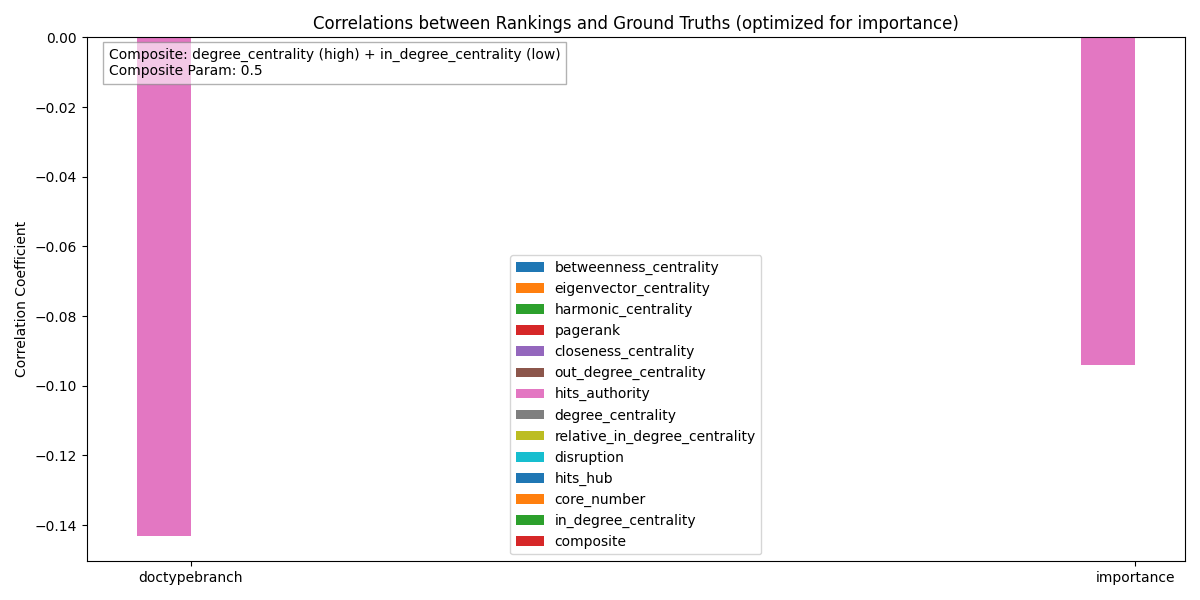 Correlations between Rankings and Ground Truths (optimized for importance)
Composite: degree_centrality (high) + in_degree_centrality (low)
Composite Param: 0.5
Correlation Coefficient
0.00
−0.02
−0.04
−0.06
−0.08
−0.10
−0.12
−0.14
betweenness_centrality
eigenvector_centrality
harmonic_centrality
pagerank
closeness_centrality
out_degree_centrality
hits_authority
degree_centrality
relative_in_degree_centrality
disruption
hits_hub
core_number
in_degree_centrality
composite
doctypebranch
importance